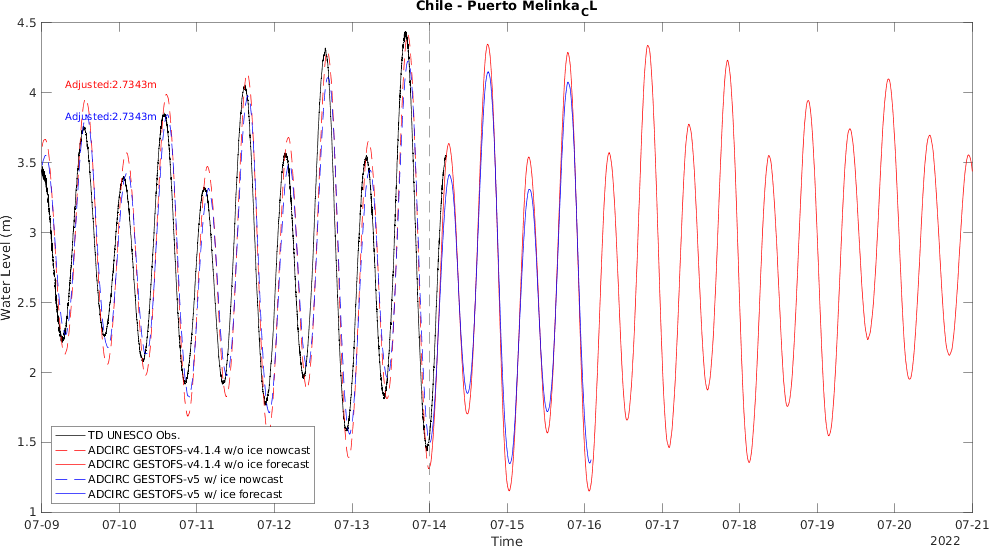 Chile - Puerto Melinka_CL
4.5
4
3.5
3
2.5
2
1.5
1
Water Level (m)
Adjusted:2.7343m
Adjusted:2.7343m
TD UNESCO Obs.
ADCIRC GESTOFS-v4.1.4 w/o ice nowcast
ADCIRC GESTOFS-v4.1.4 w/o ice forecast
ADCIRC GESTOFS-v5 w/ ice nowcast
ADCIRC GESTOFS-v5 w/ ice forecast
07-09 07-10 07-11 07-12 07-13 07-14 07-15 07-16 07-17 07-18 07-19 07-20 07-21
Time
2022